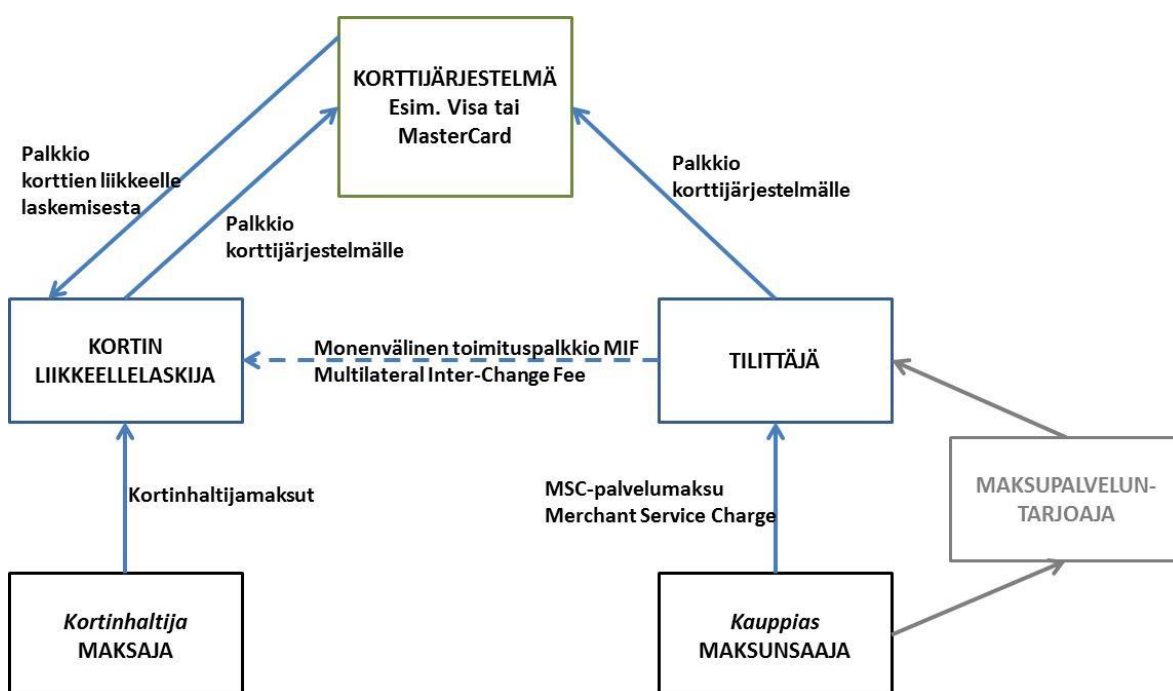 KORTTIJÄRJESTELMÄ
Esim. Visa tai
MasterCard
Palkkio
korttien liikkeelle
laskemisesta
Palkkio
korttijärjestelmälle
Palkkio
korttijärjestelmälle
KORTIN
LIIKKEELLELASKIJA
Monenvälinen toimituspalkkio MIF
Multilateral Inter-Change Fee
TILITTÄJÄ
MAKSUPALVELUN-
TARJOAJA
Kortinhaltijamaksut
MSC-palvelumaksu
Merchant Service Charge
Kortinhaltija
MAKSAJA
Kauppias
MAKSUNSAAJA